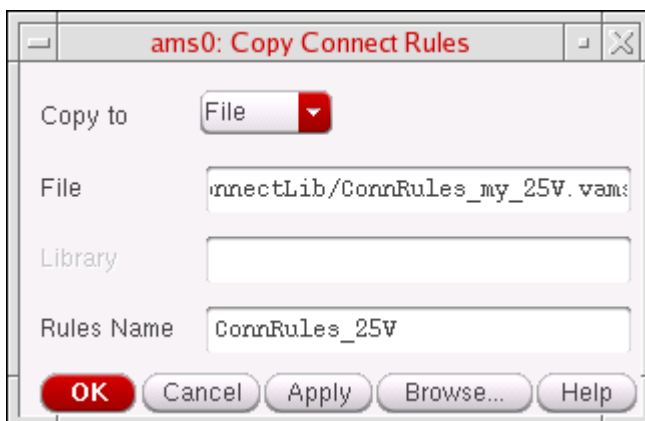 ams0: Copy Connect Rules
Copy to File
File onnectLib/ConnRules_my_25V.vams
Library
Rules Name ConnRules_25V
OK Cancel Apply Browse... Help